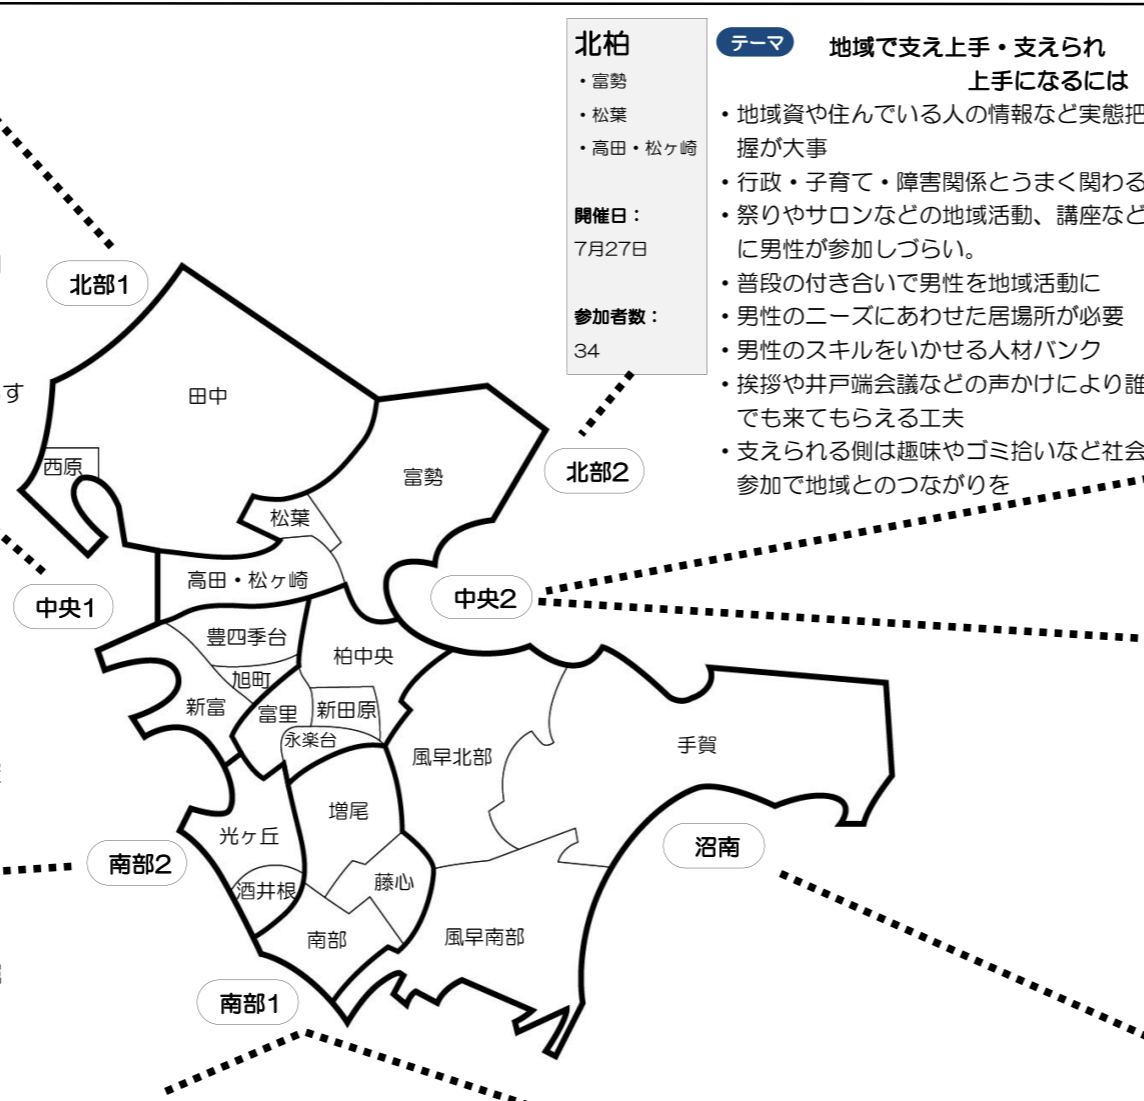 北柏
・富勢
・松葉
・高田・松ヶ崎
開催日：
7月27日
参加者数：
34
テーマ
地域で支え上手・支えられ
上手になるには
・地域資や住んでいる人の情報など実態把
握が大事
・行政・子育て・障害関係とうまく関わる
・祭りやサロンなどの地域活動、講座など
に男性が参加しづらい。
・普段の付き合いで男性を地域活動に
・男性のニーズにあわせた居場所が必要
・男性のスキルをいかせる人材バンク
・挨拶や井戸端会議などの声かけにより誰
でも来てもらえる工夫
・支えられる側は趣味やゴミ拾いなど社会
参加で地域とのつながりを
北部1
す
田中
西原
富勢
北部2
松葉
高田・松ヶ崎
中央1
中央2
豊四季台
柏中央
旭町
新富
富里
新田原
永楽台
風早北部
手賀
増尾
光ヶ丘
沼南
南部2
酒井根
藤心
南部
風早南部
南部1